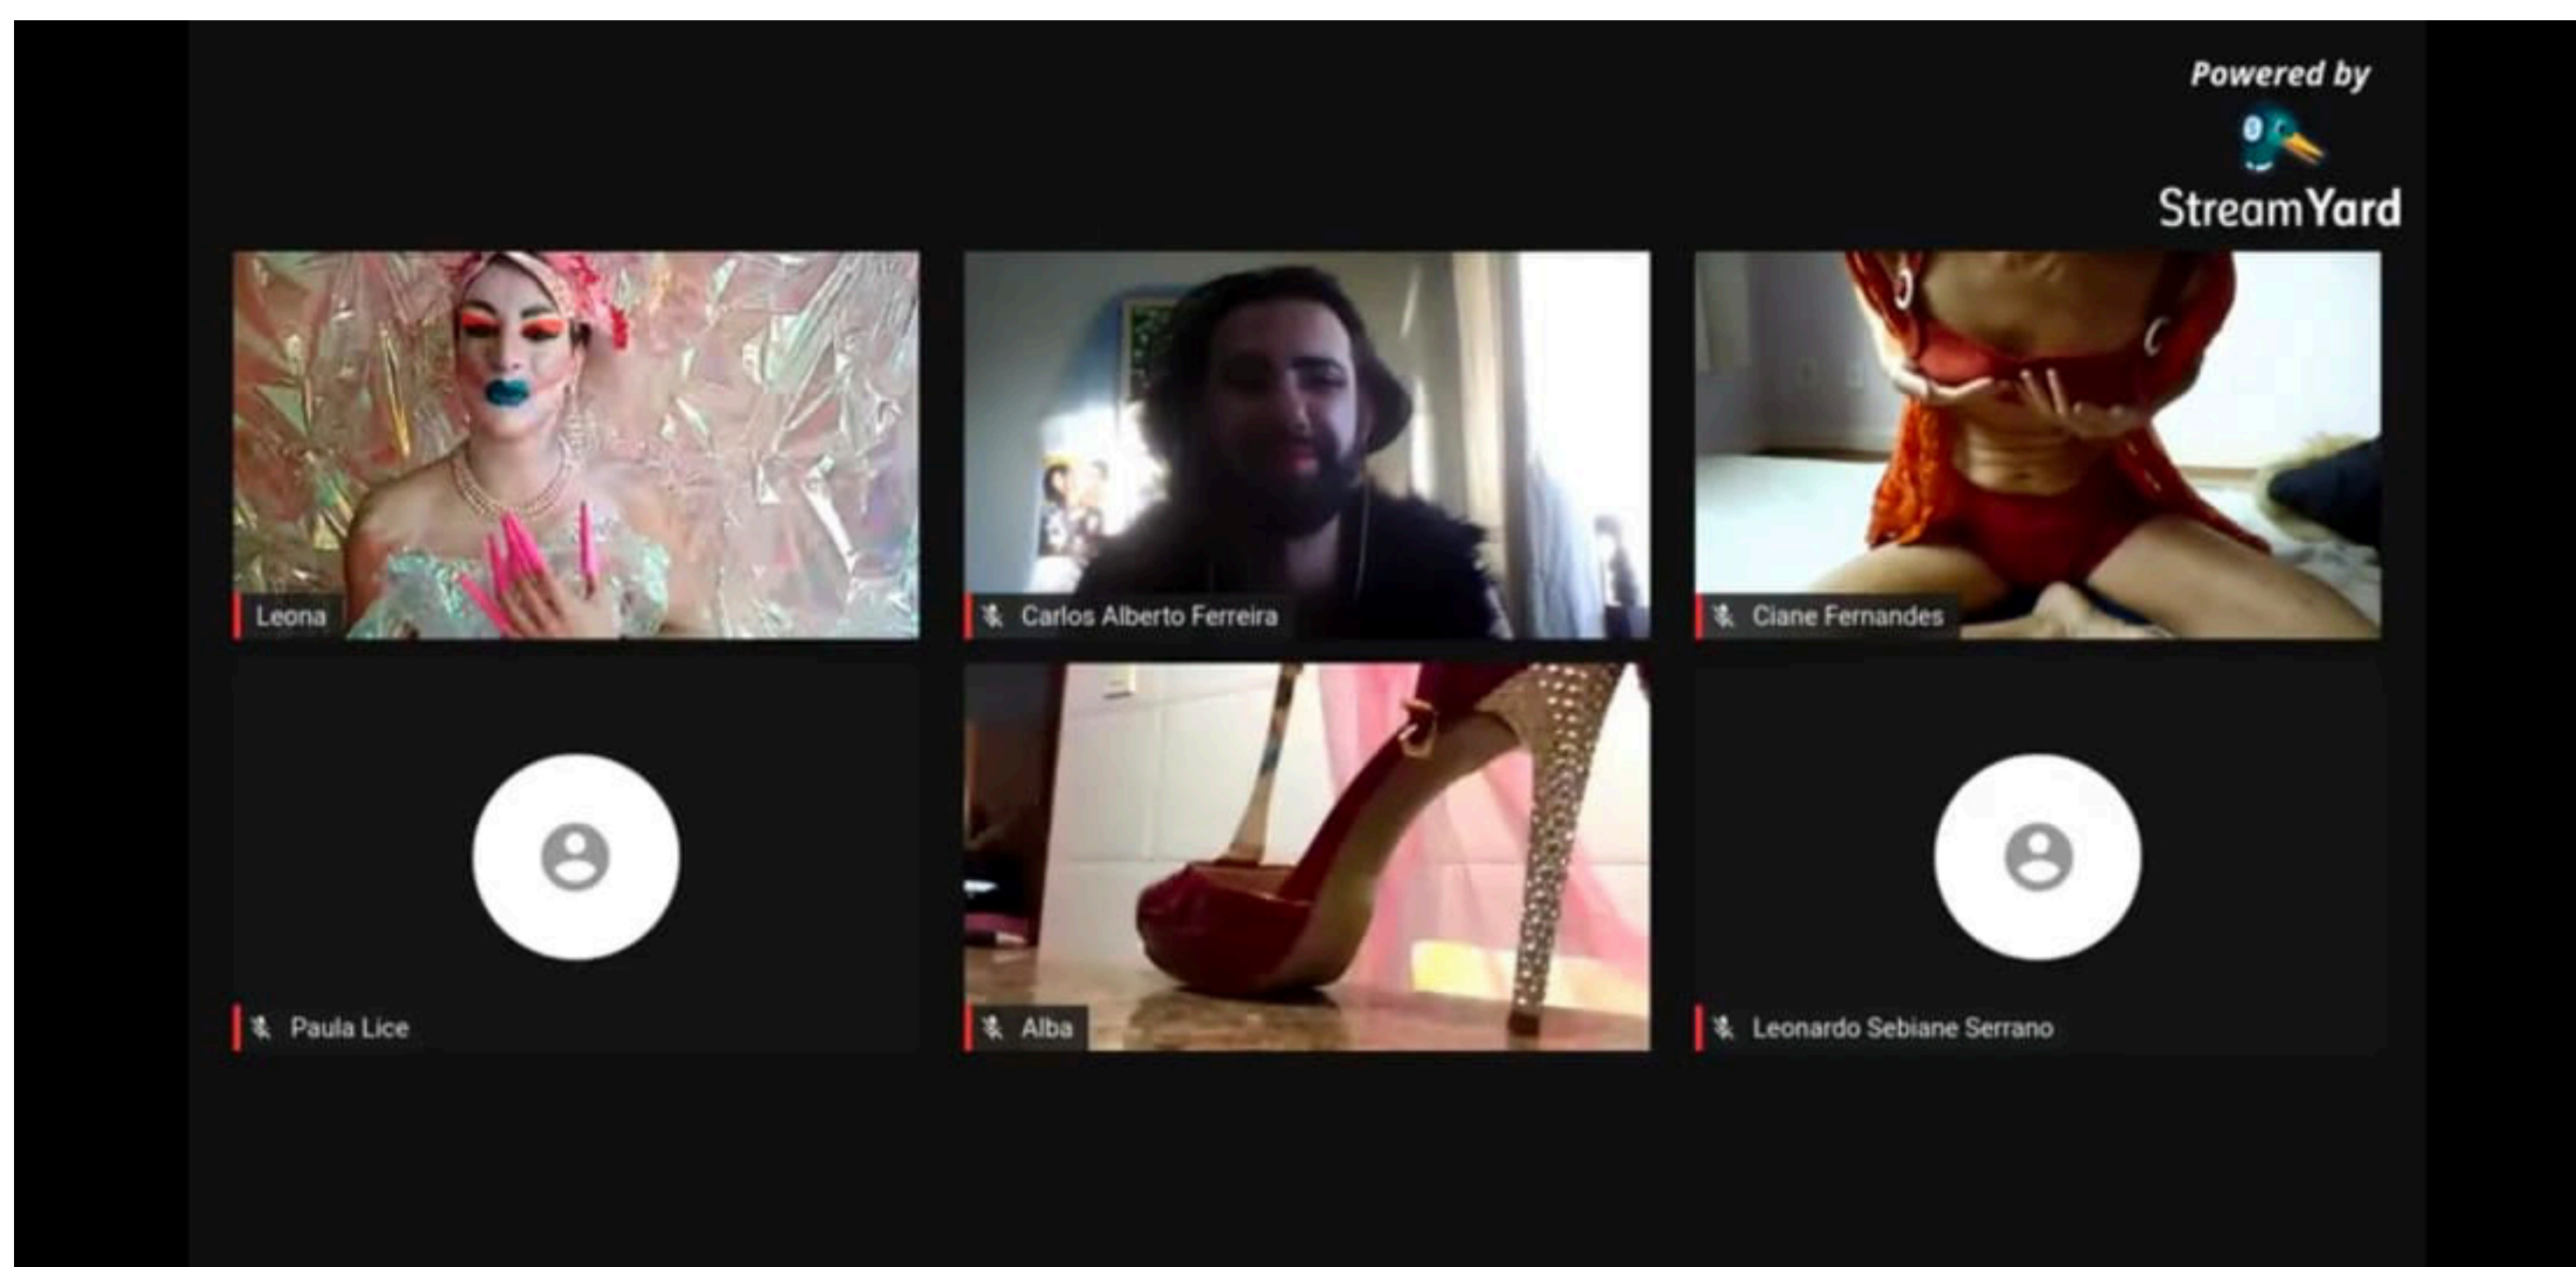 Powered by
StreamYard
Leona
Carlos Alberto Ferreira
Ciane Fernandes
Paula Lice
Alba
Leonardo Sebiane Serrano